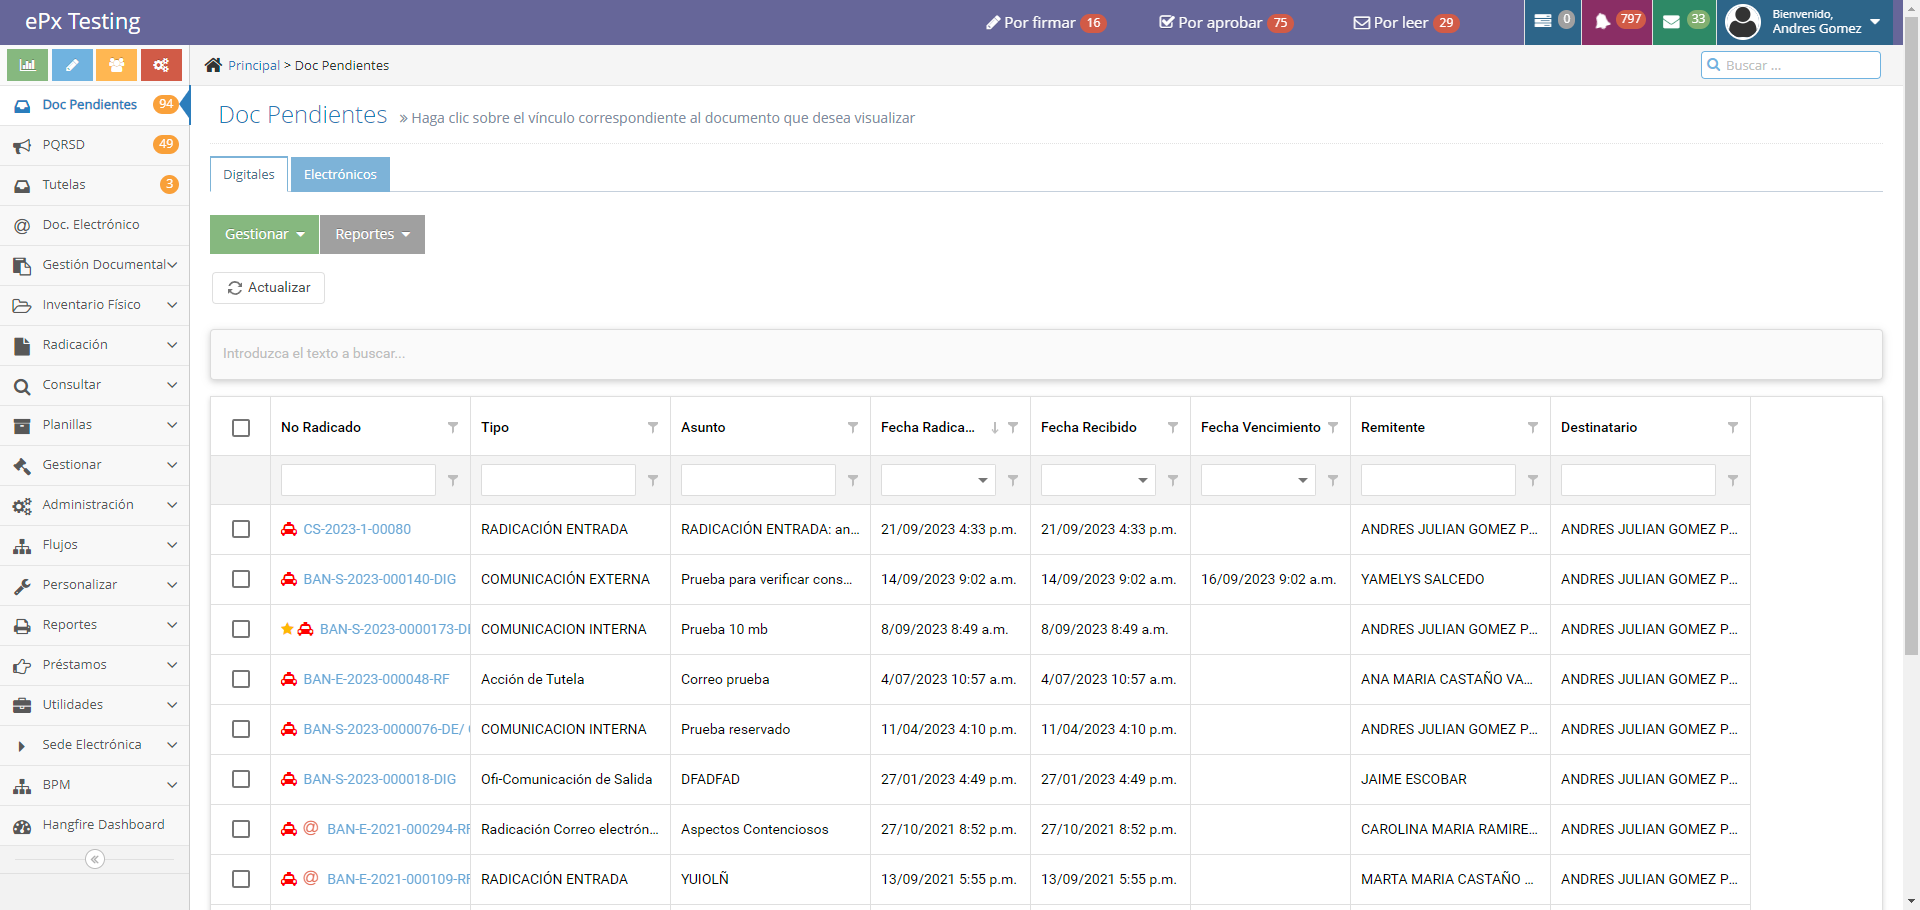 ePx Testing
Por firmar 16
Por aprobar 75
Por leer 29
0
797
33
Bienvenido,
Andres Gomez
Principal > Doc Pendientes
Buscar ...
Doc Pendientes 94
PQRSD 49
Tutelas 3
Doc. Electrónico
Gestión Documental
Inventario Físico
Radicación
Consultar
Planillas
Gestionar
Administración
Flujos
Personalizar
Reportes
Préstamos
Utilidades
Sede Electrónica
BPM
Hangfire Dashboard
Doc Pendientes » Haga clic sobre el vínculo correspondiente al documento que desea visualizar
Digitales Electrónicos
Gestionar Reportes
Actualizar
Introduzca el texto a buscar...
No Radicado Tipo Asunto Fecha Radica... Fecha Recibido Fecha Vencimiento Remitente Destinatario
CS-2023-1-00080 RADICACIÓN ENTRADA RADICACIÓN ENTRADA: an... 21/09/2023 4:33 p.m. 21/09/2023 4:33 p.m. ANDRES JULIAN GOMEZ P... ANDRES JULIAN GOMEZ P...
BAN-S-2023-000140-DIG COMUNICACIÓN EXTERNA Prueba para verificar cons... 14/09/2023 9:02 a.m. 14/09/2023 9:02 a.m. 16/09/2023 9:02 a.m. YAMELYS SALCEDO ANDRES JULIAN GOMEZ P...
BAN-S-2023-0000173-DI COMUNICACION INTERNA Prueba 10 mb 8/09/2023 8:49 a.m. 8/09/2023 8:49 a.m. ANDRES JULIAN GOMEZ P... ANDRES JULIAN GOMEZ P...
BAN-E-2023-000048-RF Acción de Tutela Correo prueba 4/07/2023 10:57 a.m. 4/07/2023 10:57 a.m. ANA MARIA CASTAÑO VA... ANDRES JULIAN GOMEZ P...
BAN-S-2023-0000076-DE/ COMUNICACION INTERNA Prueba reservado 11/04/2023 4:10 p.m. 11/04/2023 4:10 p.m. ANDRES JULIAN GOMEZ P... ANDRES JULIAN GOMEZ P...
BAN-S-2023-000018-DIG Ofi-Comunicación de Salida DFADFAD 27/01/2023 4:49 p.m. 27/01/2023 4:49 p.m. JAIME ESCOBAR ANDRES JULIAN GOMEZ P...
@ BAN-E-2021-000294-RF Radicación Correo electrón... Aspectos Contenciosos 27/10/2021 8:52 p.m. 27/10/2021 8:52 p.m. CAROLINA MARIA RAMIRE... ANDRES JULIAN GOMEZ P...
@ BAN-E-2021-000109-RF RADICACIÓN ENTRADA YUIOLÑ 13/09/2021 5:55 p.m. 13/09/2021 5:55 p.m. MARTA MARIA CASTAÑO ... ANDRES JULIAN GOMEZ P...